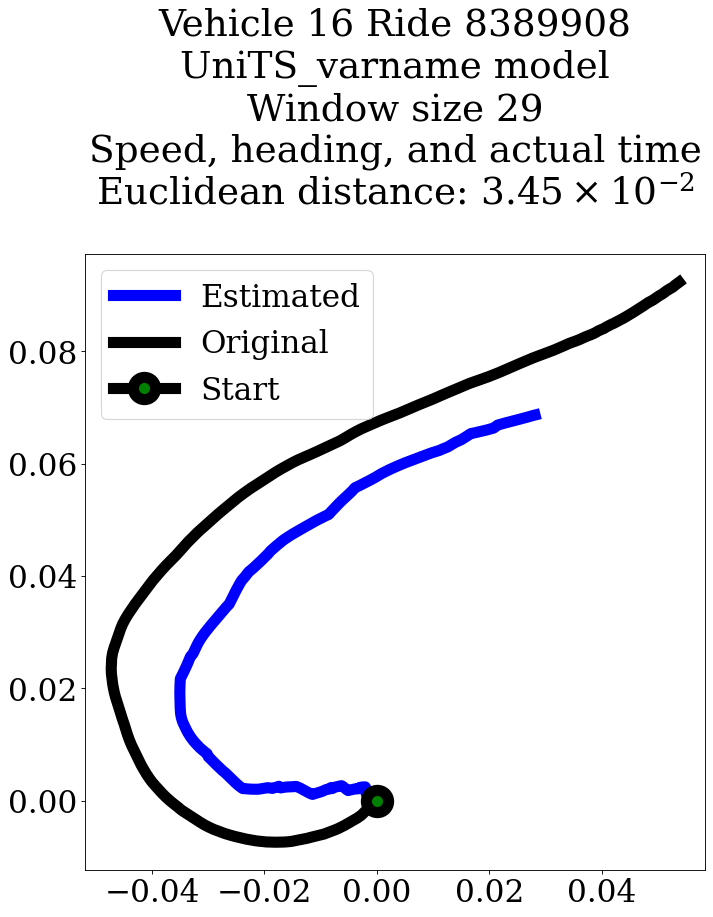 Vehicle 16 Ride 8389908
UniTS_varname model
Window size 29
Speed, heading, and actual time
Euclidean distance: 3.45 × 10⁻²
Estimated
Original
Start
0.08
0.06
0.04
0.02
0.00
−0.04 −0.02 0.00 0.02 0.04